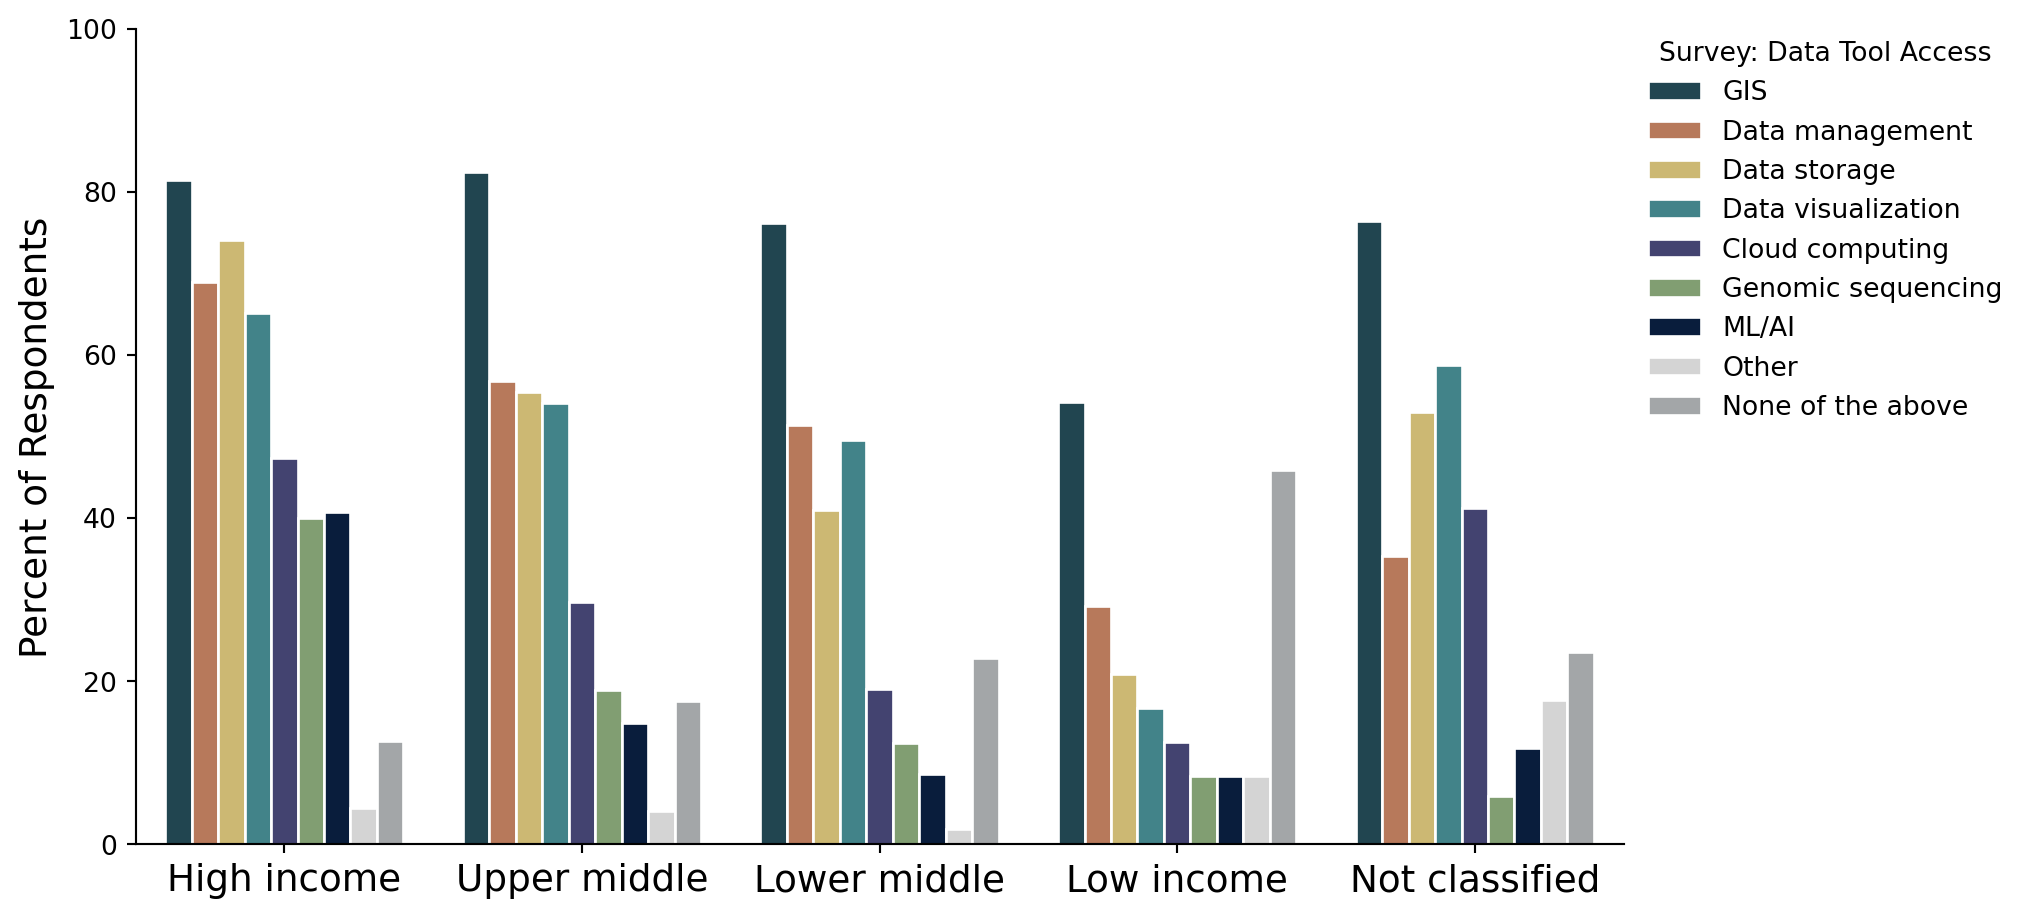 Percent of Respondents
100
80
60
40
20
0
High income
Upper middle
Lower middle
Low income
Not classified
Survey: Data Tool Access
GIS
Data management
Data storage
Data visualization
Cloud computing
Genomic sequencing
ML/AI
Other
None of the above